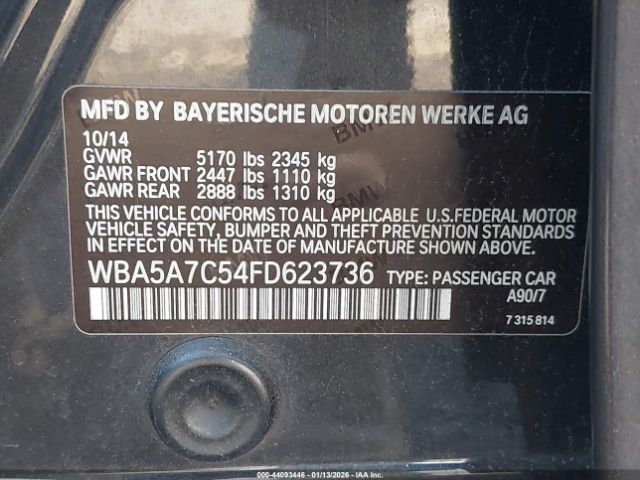 MFD BY BAYERISCHE MOTOREN WERKE AG
10/14
GVWR 5170 lbs 2345 kg
GAWR FRONT 2447 lbs 1110 kg
GAWR REAR 2888 lbs 1310 kg
THIS VEHICLE CONFORMS TO ALL APPLICABLE U.S.FEDERAL MOTOR
VEHICLE SAFETY, BUMPER AND THEFT PREVENTION STANDARDS
IN EFFECT ON THE DATE OF MANUFACTURE SHOWN ABOVE.
WBA5A7C54FD623736 TYPE: PASSENGER CAR
A90/7
7 315 814
000-44093446 - 01/13/2026 - IAA Inc.